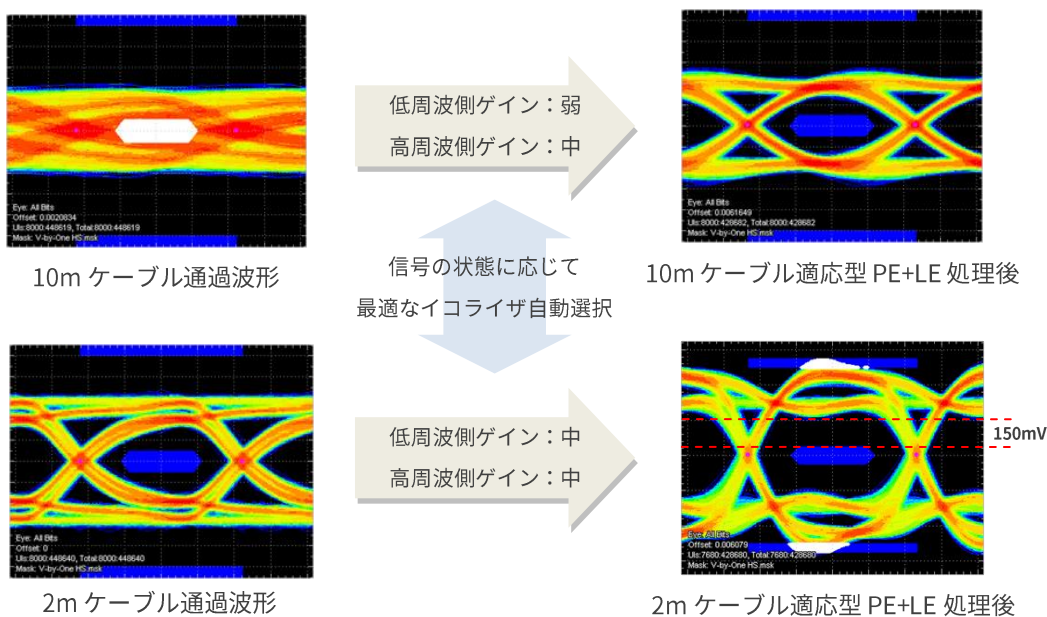 Eye: All Bits
Offset: 0.0020834
UIs:8000:448619, Total:8000:448619
Mask: V-by-One HS.msk
10m ケーブル通過波形
低周波側ゲイン：弱
高周波側ゲイン：中
Eye: All Bits
Offset: 0.0061649
UIs:8000:428682, Total:8000:428682
Mask: V-by-One HS.msk
10m ケーブル適応型 PE+LE 処理後
信号の状態に応じて
最適なイコライザ自動選択
Eye: All Bits
Offset: 0
UIs:8000:448640, Total:8000:448640
Mask: V-by-One HS.msk
2m ケーブル通過波形
低周波側ゲイン：中
高周波側ゲイン：中
150mV
Eye: All Bits
Offset: 0.006079
UIs:7680:428680, Total:7680:428680
Mask: V-by-One HS.msk
2m ケーブル適応型 PE+LE 処理後